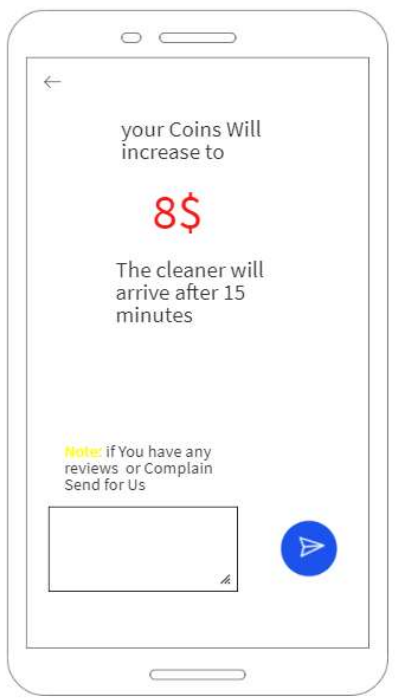 your Coins Will
increase to
8$
The cleaner will
arrive after 15
minutes
Note: if You have any
reviews or Complain
Send for Us